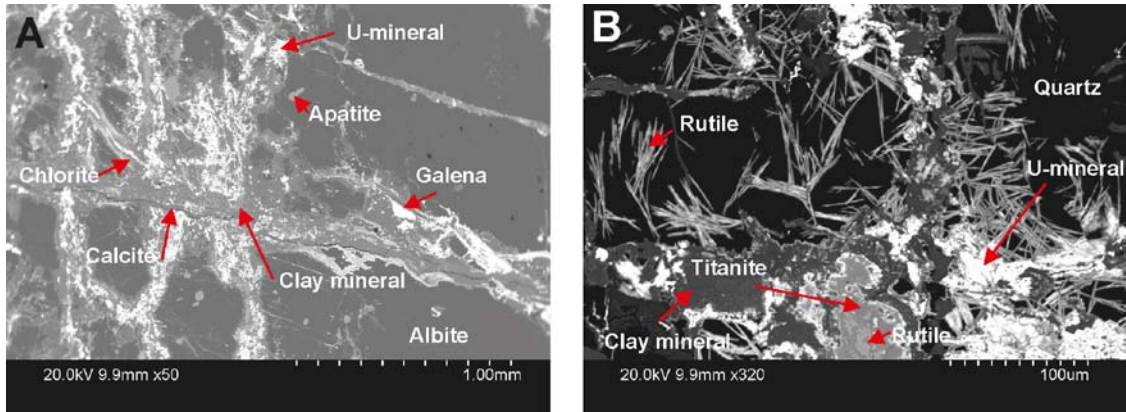 A
U-mineral
Apatite
Chlorite
Galena
Calcite
Clay mineral
Albite
20.0kV 9.9mm x50
1.00mm
B
Quartz
Rutile
U-mineral
Titanite
Clay mineral
Rutile
20.0kV 9.9mm x320
100um